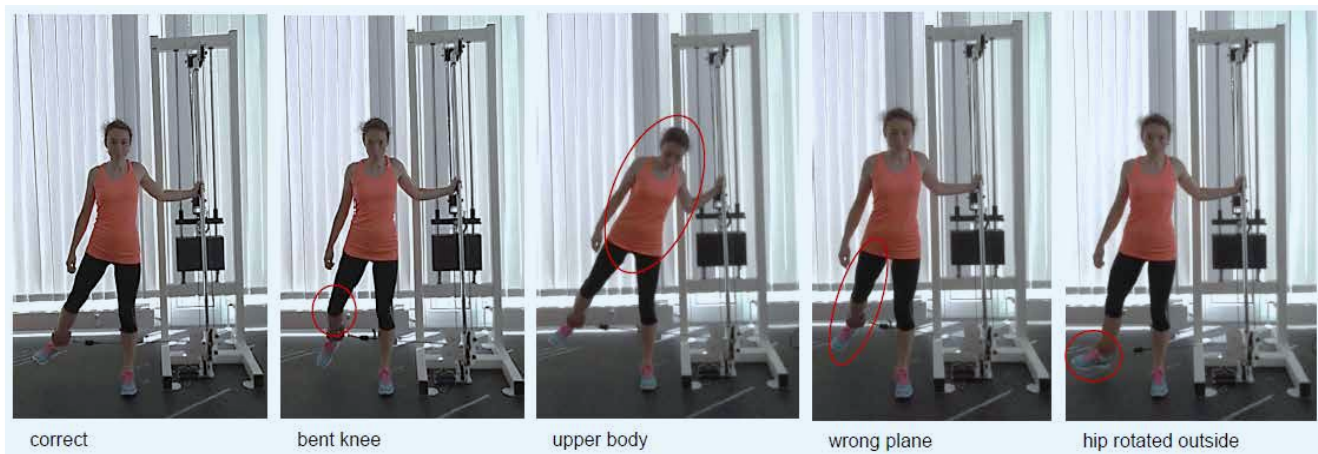 correct
bent knee
upper body
wrong plane
hip rotated outside